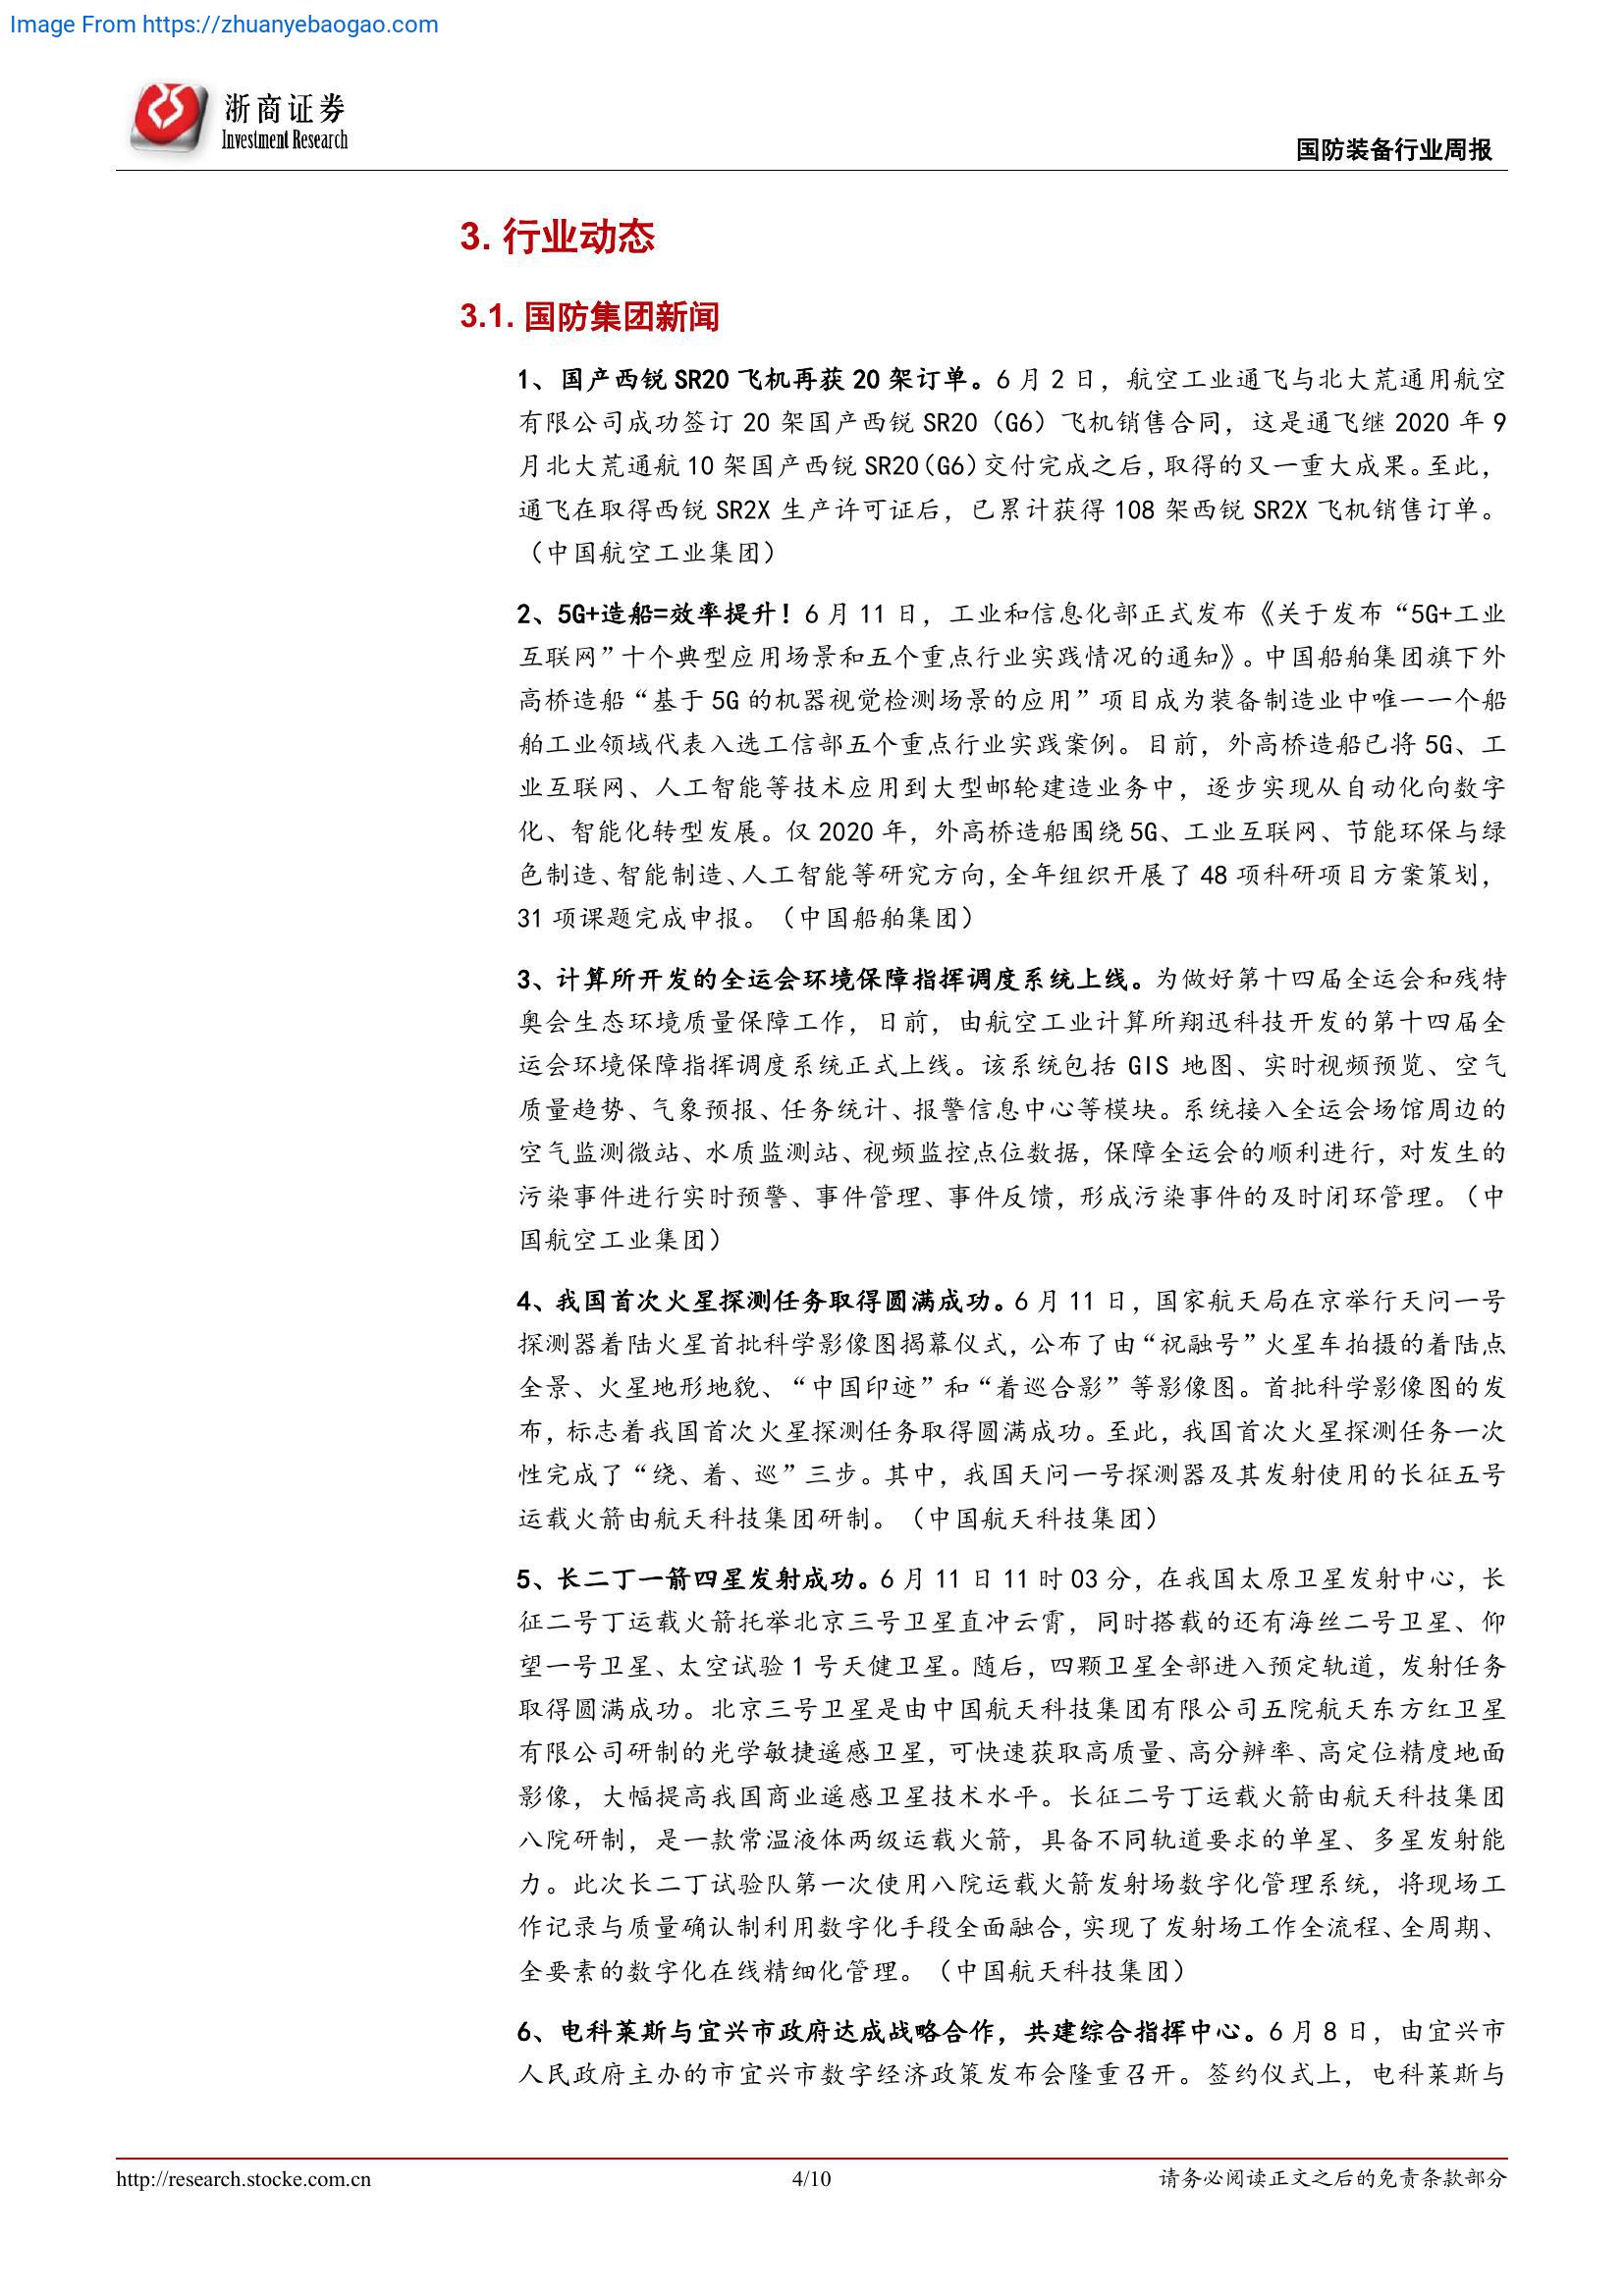 Image From https://zhuanyebaogao.com
浙商证券
Investment Research
国防装备行业周报
3. 行业动态
3.1. 国防集团新闻
1、国产西锐 SR20 飞机再获 20 架订单。6 月 2 日，航空工业通飞与北大荒通用航空
有限公司成功签订 20 架国产西锐 SR20（G6）飞机销售合同，这是通飞继 2020 年 9
月北大荒通航 10 架国产西锐 SR20（G6）交付完成之后，取得的又一重大成果。至此，
通飞在取得西锐 SR2X 生产许可证后，已累计获得 108 架西锐 SR2X 飞机销售订单。
（中国航空工业集团）
2、5G+造船=效率提升！6 月 11 日，工业和信息化部正式发布《关于发布“5G+工业
互联网”十个典型应用场景和五个重点行业实践情况的通知》。中国船舶集团旗下外
高桥造船“基于 5G 的机器视觉检测场景的应用”项目成为装备制造业中唯一一个船
舶工业领域代表入选工信部五个重点行业实践案例。目前，外高桥造船已将 5G、工
业互联网、人工智能等技术应用到大型邮轮建造业务中，逐步实现从自动化向数字
化、智能化转型发展。仅 2020 年，外高桥造船围绕 5G、工业互联网、节能环保与绿
色制造、智能制造、人工智能等研究方向，全年组织开展了 48 项科研项目方案策划，
31 项课题完成申报。（中国船舶集团）
3、计算所开发的全运会环境保障指挥调度系统上线。为做好第十四届全运会和残特
奥会生态环境质量保障工作，日前，由航空工业计算所翔迅科技开发的第十四届全
运会环境保障指挥调度系统正式上线。该系统包括 GIS 地图、实时视频预览、空气
质量趋势、气象预报、任务统计、报警信息中心等模块。系统接入全运会场馆周边的
空气监测微站、水质监测站、视频监控点位数据，保障全运会的顺利进行，对发生的
污染事件进行实时预警、事件管理、事件反馈，形成污染事件的及时闭环管理。（中
国航空工业集团）
4、我国首次火星探测任务取得圆满成功。6 月 11 日，国家航天局在京举行天问一号
探测器着陆火星首批科学影像图揭幕仪式，公布了由“祝融号”火星车拍摄的着陆点
全景、火星地形地貌、“中国印迹”和“着巡合影”等影像图。首批科学影像图的发
布，标志着我国首次火星探测任务取得圆满成功。至此，我国首次火星探测任务一次
性完成了“绕、着、巡”三步。其中，我国天问一号探测器及其发射使用的长征五号
运载火箭由航天科技集团研制。（中国航天科技集团）
5、长二丁一箭四星发射成功。6 月 11 日 11 时 03 分，在我国太原卫星发射中心，长
征二号丁运载火箭托举北京三号卫星直冲云霄，同时搭载的还有海丝二号卫星、仰
望一号卫星、太空试验 1 号天健卫星。随后，四颗卫星全部进入预定轨道，发射任务
取得圆满成功。北京三号卫星是由中国航天科技集团有限公司五院航天东方红卫星
有限公司研制的光学敏捷遥感卫星，可快速获取高质量、高分辨率、高定位精度地面
影像，大幅提高我国商业遥感卫星技术水平。长征二号丁运载火箭由航天科技集团
八院研制，是一款常温液体两级运载火箭，具备不同轨道要求的单星、多星发射能
力。此次长二丁试验队第一次使用八院运载火箭发射场数字化管理系统，将现场工
作记录与质量确认制利用数字化手段全面融合，实现了发射场工作全流程、全周期、
全要素的数字化在线精细化管理。（中国航天科技集团）
6、电科莱斯与宜兴市政府达成战略合作，共建综合指挥中心。6 月 8 日，由宜兴市
人民政府主办的市宜兴市数字经济政策发布会隆重召开。签约仪式上，电科莱斯与
http://research.stocke.com.cn
4/10
请务必阅读正文之后的免责条款部分